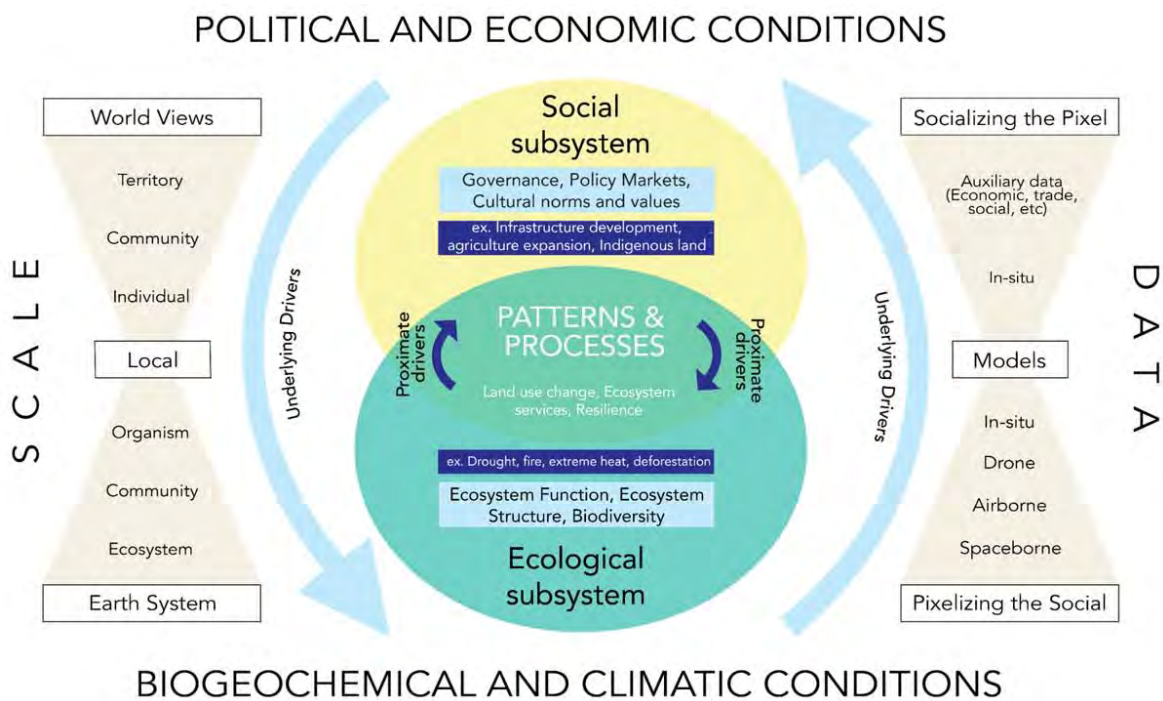 POLITICAL AND ECONOMIC CONDITIONS
SCALE
World Views
Territory
Community
Individual
Local
Organism
Community
Ecosystem
Earth System
Underlying Drivers
Social
subsystem
Governance, Policy Markets,
Cultural norms and values
ex. Infrastructure development,
agriculture expansion, Indigenous land
Proximate
drivers
PATTERNS &
PROCESSES
Land use change, Ecosystem
services, Resilience
Proximate
drivers
ex. Drought, fire, extreme heat, deforestation
Ecosystem Function, Ecosystem
Structure, Biodiversity
Ecological
subsystem
Underlying Drivers
Socializing the Pixel
Auxiliary data
(Economic, trade,
social, etc)
In-situ
Models
In-situ
Drone
Airborne
Spaceborne
Pixelizing the Social
DATA
BIOGEOCHEMICAL AND CLIMATIC CONDITIONS